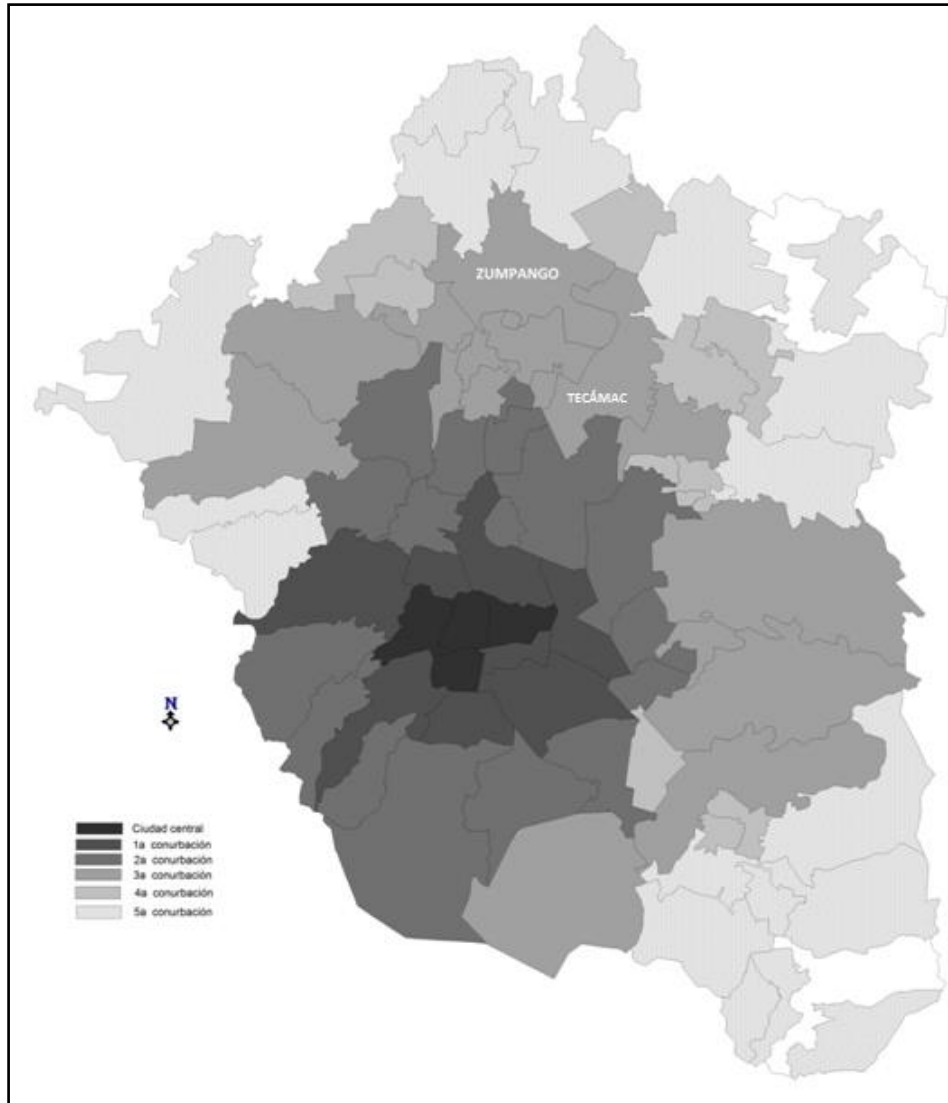 ZUMPANGO
TECÁMAC
N
Ciudad central
1a conurbación
2a conurbación
3a conurbación
4a conurbación
5a conurbación